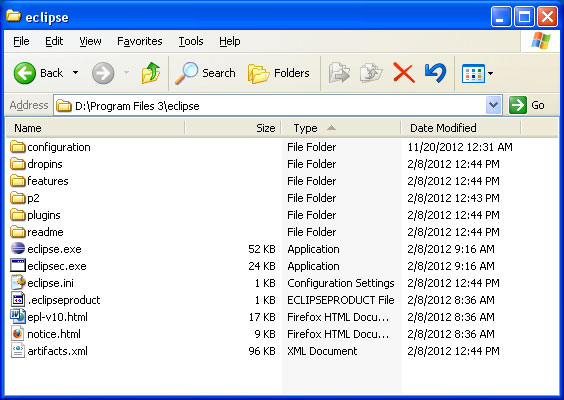 eclipse
File Edit View Favorites Tools Help
Back Search Folders
Address D:\Program Files 3\eclipse Go
Name Size Type Date Modified
configuration File Folder 11/20/2012 12:31 AM
dropins File Folder 2/8/2012 12:44 PM
features File Folder 2/8/2012 12:44 PM
p2 File Folder 2/8/2012 12:43 PM
plugins File Folder 2/8/2012 12:44 PM
readme File Folder 2/8/2012 12:44 PM
eclipse.exe 52 KB Application 2/8/2012 9:16 AM
eclipsec.exe 24 KB Application 2/8/2012 9:16 AM
eclipse.ini 1 KB Configuration Settings 2/8/2012 12:44 PM
.eclipseproduct 1 KB ECLIPSEPRODUCT File 2/8/2012 8:36 AM
epl-v10.html 17 KB Firefox HTML Docu... 2/8/2012 8:36 AM
notice.html 9 KB Firefox HTML Docu... 2/8/2012 8:36 AM
artifacts.xml 96 KB XML Document 2/8/2012 12:44 PM